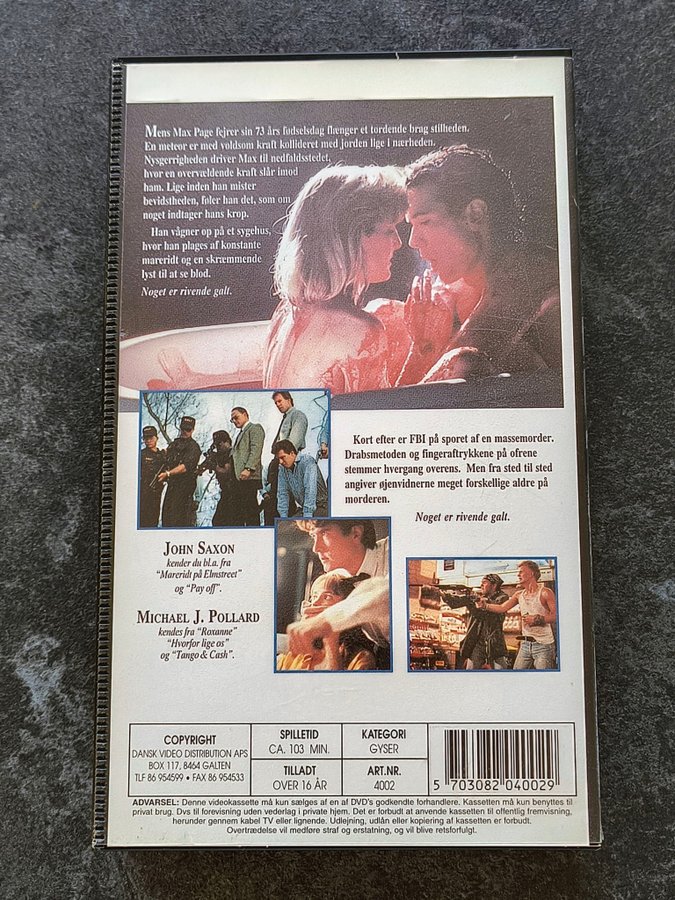 Mens Max Page fejrer sin 73 års fødselsdag flænger et tordende brag stilheden.
En meteor er med voldsom kraft kollideret med jorden lige i nærheden.
Nysgerrigheden driver Max til nedfaldsstedet,
hvor en overvældende kraft slår imod
ham. Lige inden han mister
bevidstheden, føler han det, som om
noget indtager hans krop.
Han vågner op på et sygehus,
hvor han plages af konstante
mareridt og en skræmmende
lyst til at se blod.
Noget er rivende galt.
Kort efter er FBI på sporet af en massemorder.
Drabsmetoden og fingeraftrykkene på ofrene
stemmer hvergang overens. Men fra sted til sted
angiver øjenvidnerne meget forskellige aldre på
morderen.
Noget er rivende galt.
JOHN SAXON
kender du bl.a. fra
"Mareridt på Elmstreet"
og "Pay off".
MICHAEL J. POLLARD
kendes fra "Roxanne"
"Hvorfor lige os"
og "Tango & Cash".
COPYRIGHT
DANSK VIDEO DISTRIBUTION APS
BOX 117, 8464 GALTEN
TLF 86 954599 • FAX 86 954533
SPILLETID
CA. 103 MIN.
TILLADT
OVER 16 ÅR
KATEGORI
GYSER
ART.NR.
4002
5 703082 040029
ADVARSEL: Denne videokassette må kun sælges af en af DVD's godkendte forhandlere. Kassetten må kun benyttes til
privat brug. Dvs til forevisning uden vederlag i private hjem. Det er forbudt at anvende kassetten til offentlig fremvisning,
herunder gennem kabel TV eller lignende. Udlejning, udlån eller kopiering af kassetten er forbudt.
Overtrædelse vil medføre straf og erstatning, og vil blive retsforfulgt.